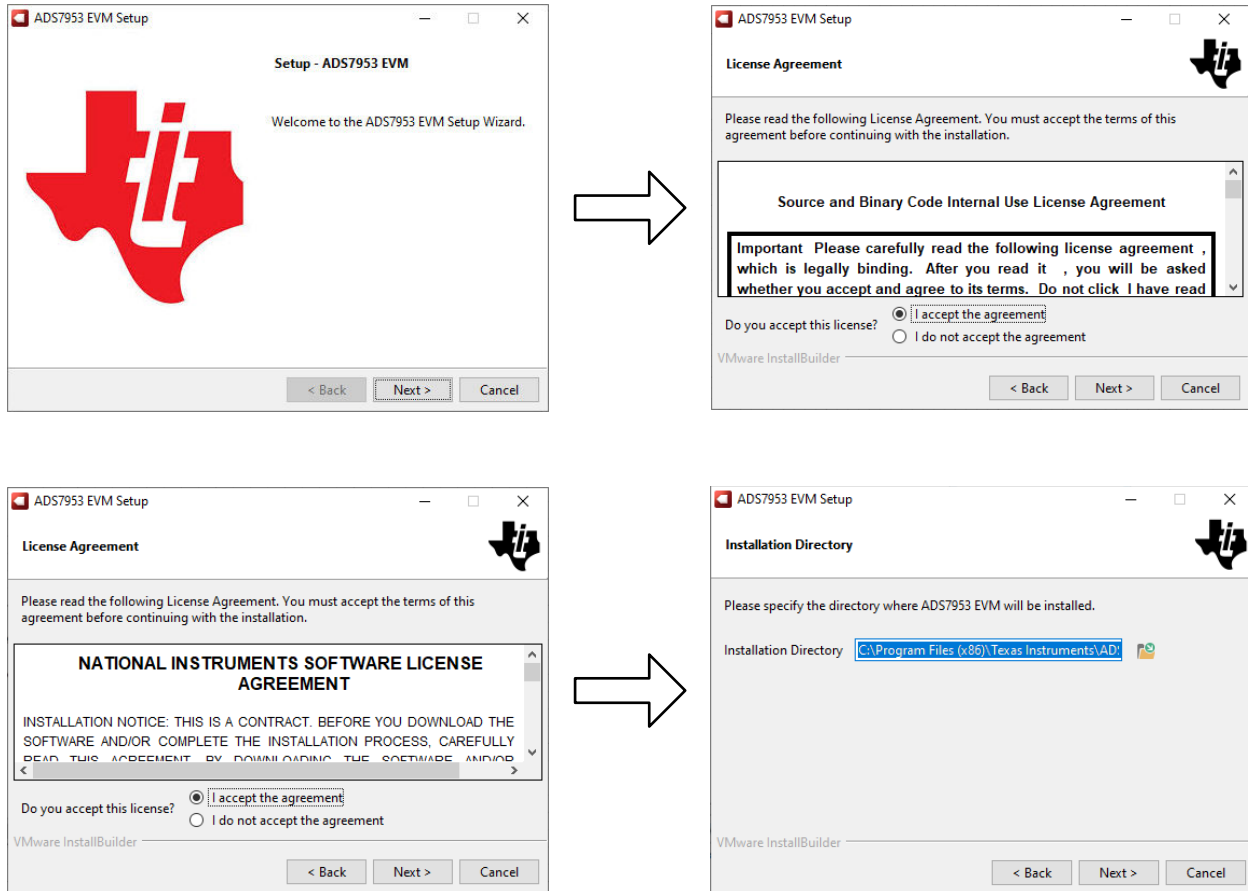 ADS7953 EVM Setup
Setup - ADS7953 EVM
Welcome to the ADS7953 EVM Setup Wizard.
< Back Next > Cancel
ADS7953 EVM Setup
License Agreement
Please read the following License Agreement. You must accept the terms of this
agreement before continuing with the installation.
Source and Binary Code Internal Use License Agreement
Important Please carefully read the following license agreement ,
which is legally binding. After you read it , you will be asked
whether you accept and agree to its terms. Do not click I have read
Do you accept this license?
I accept the agreement
I do not accept the agreement
VMware InstallBuilder
< Back Next > Cancel
ADS7953 EVM Setup
License Agreement
Please read the following License Agreement. You must accept the terms of this
agreement before continuing with the installation.
NATIONAL INSTRUMENTS SOFTWARE LICENSE
AGREEMENT
INSTALLATION NOTICE: THIS IS A CONTRACT. BEFORE YOU DOWNLOAD THE
SOFTWARE AND/OR COMPLETE THE INSTALLATION PROCESS, CAREFULLY
READ THIS AGREEMENT. BY DOWNLOADING THE SOFTWARE AND/OR
Do you accept this license?
I accept the agreement
I do not accept the agreement
VMware InstallBuilder
< Back Next > Cancel
ADS7953 EVM Setup
Installation Directory
Please specify the directory where ADS7953 EVM will be installed.
Installation Directory C:\Program Files (x86)\Texas Instruments\AD
VMware InstallBuilder
< Back Next > Cancel